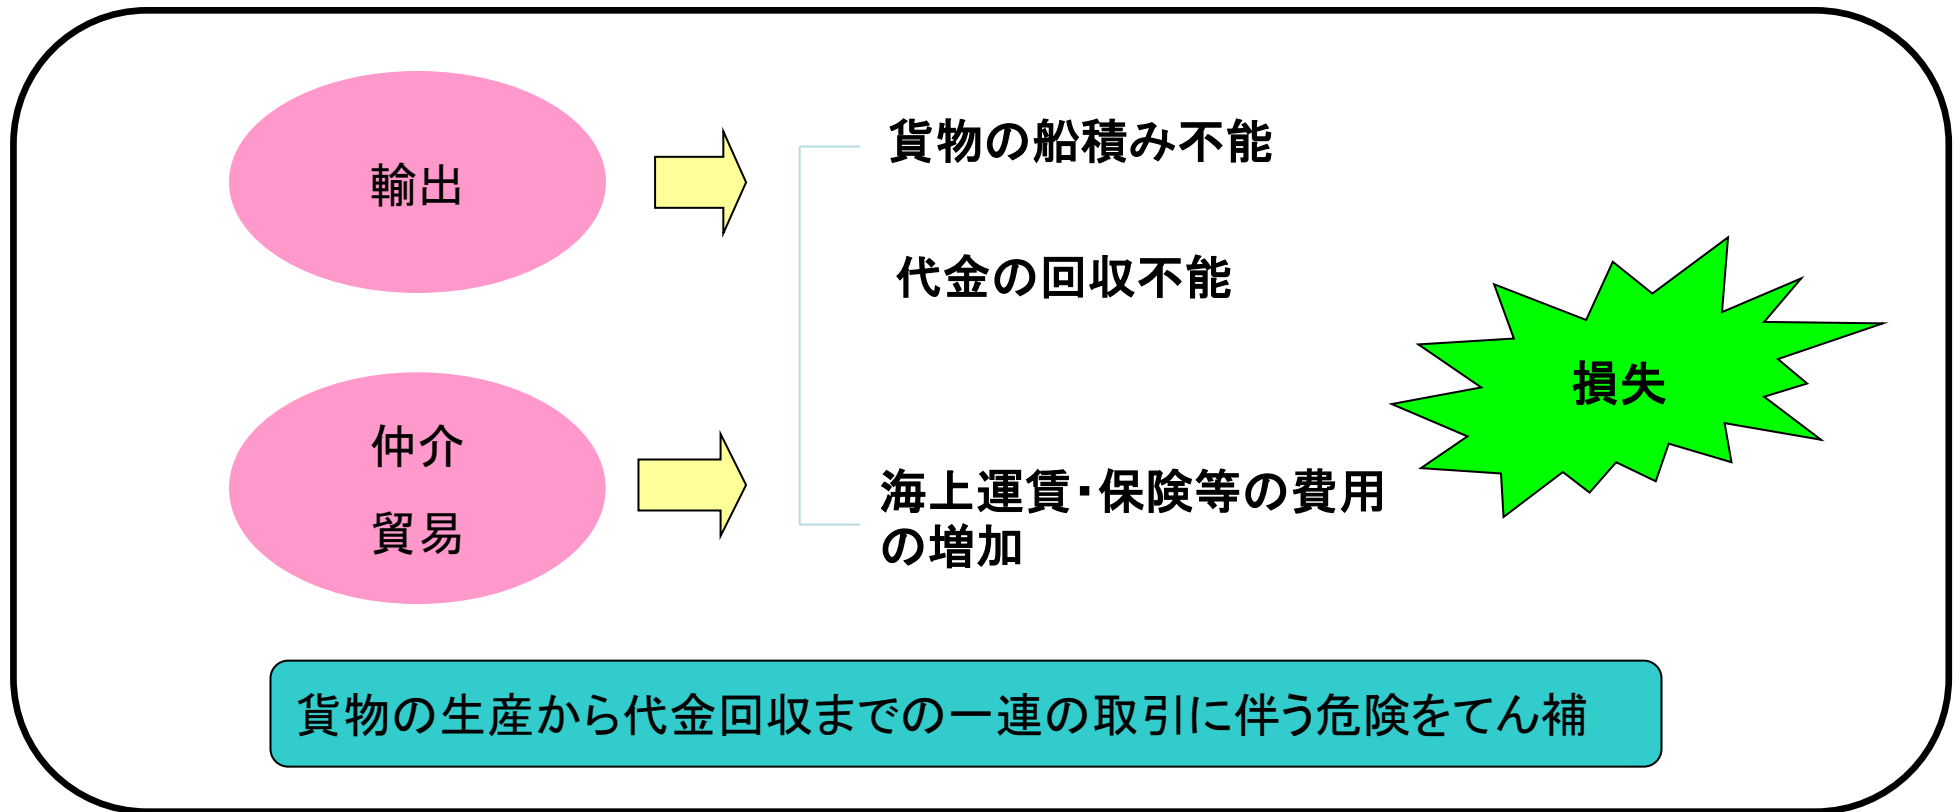 輸出
貨物の船積み不能
代金の回収不能
損失
仲介
貿易
海上運賃・保険等の費用
の増加
貨物の生産から代金回収までの一連の取引に伴う危険をてん補